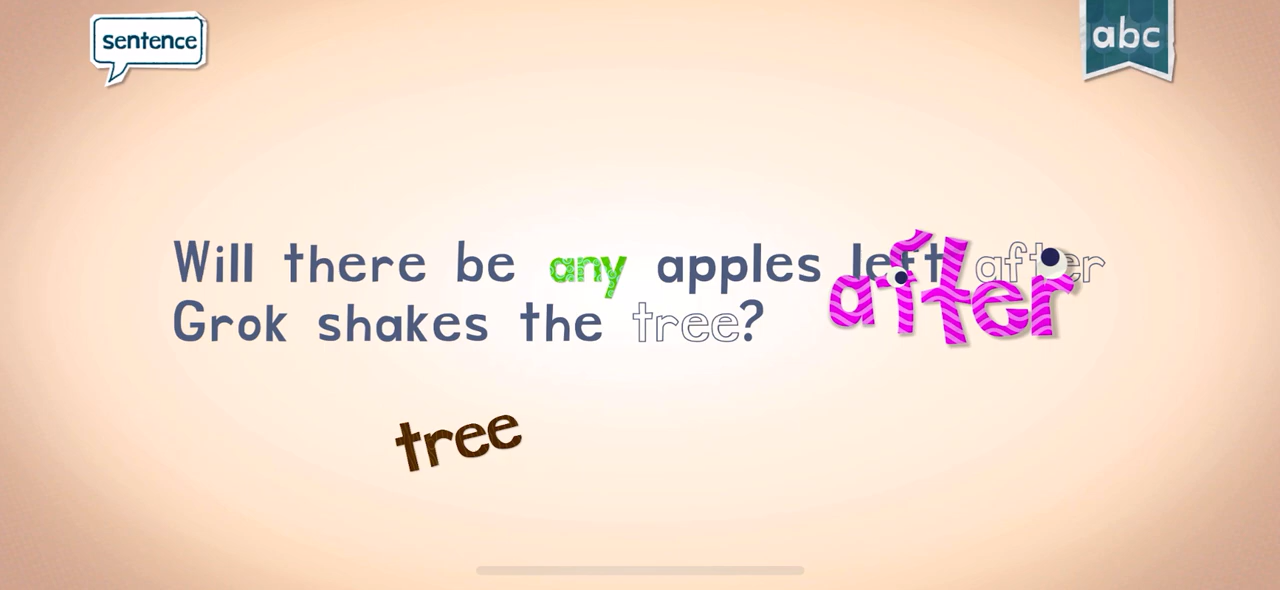 sentence
abc
Will there be any apples left after
after
Grok shakes the tree?
tree